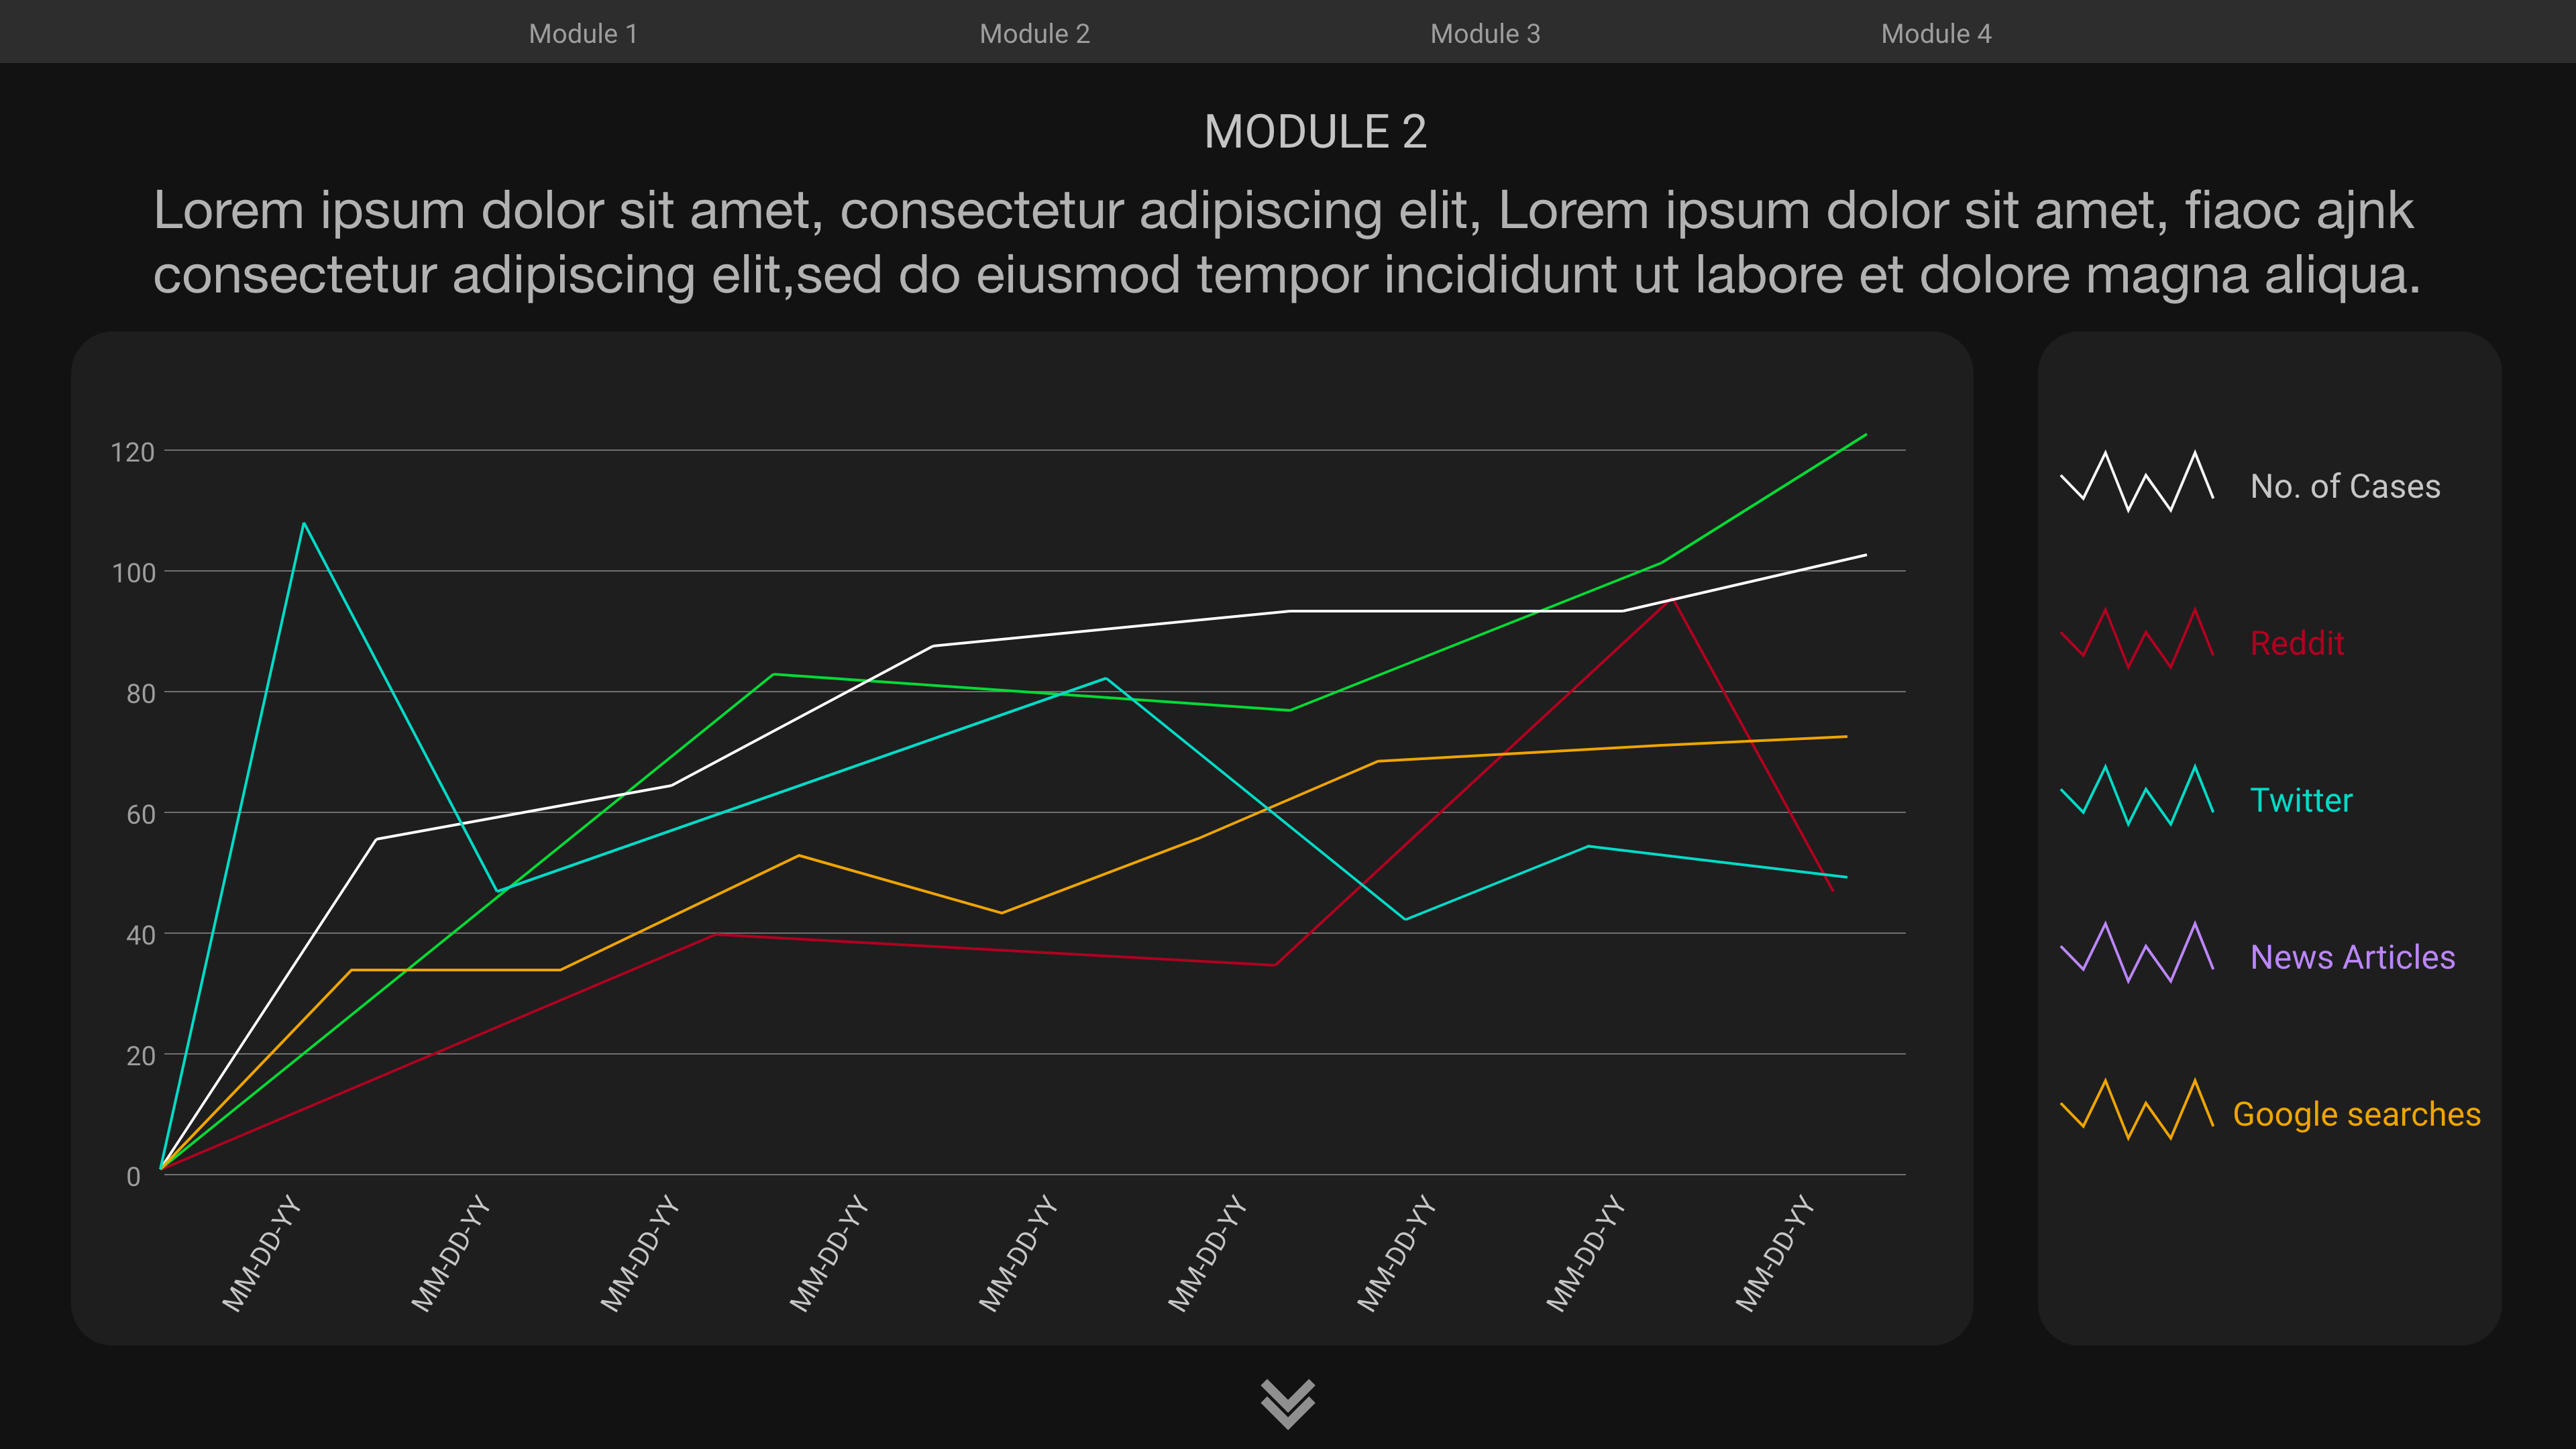 Module 1
Module 2
Module 3
Module 4
MODULE 2
Lorem ipsum dolor sit amet, consectetur adipiscing elit, Lorem ipsum dolor sit amet, fiaoc ajnk
consectetur adipiscing elit,sed do eiusmod tempor incididunt ut labore et dolore magna aliqua.
120
100
80
60
40
20
0
MM-DD-YY
MM-DD-YY
MM-DD-YY
MM-DD-YY
MM-DD-YY
MM-DD-YY
MM-DD-YY
MM-DD-YY
MM-DD-YY
No. of Cases
Reddit
Twitter
News Articles
Google searches